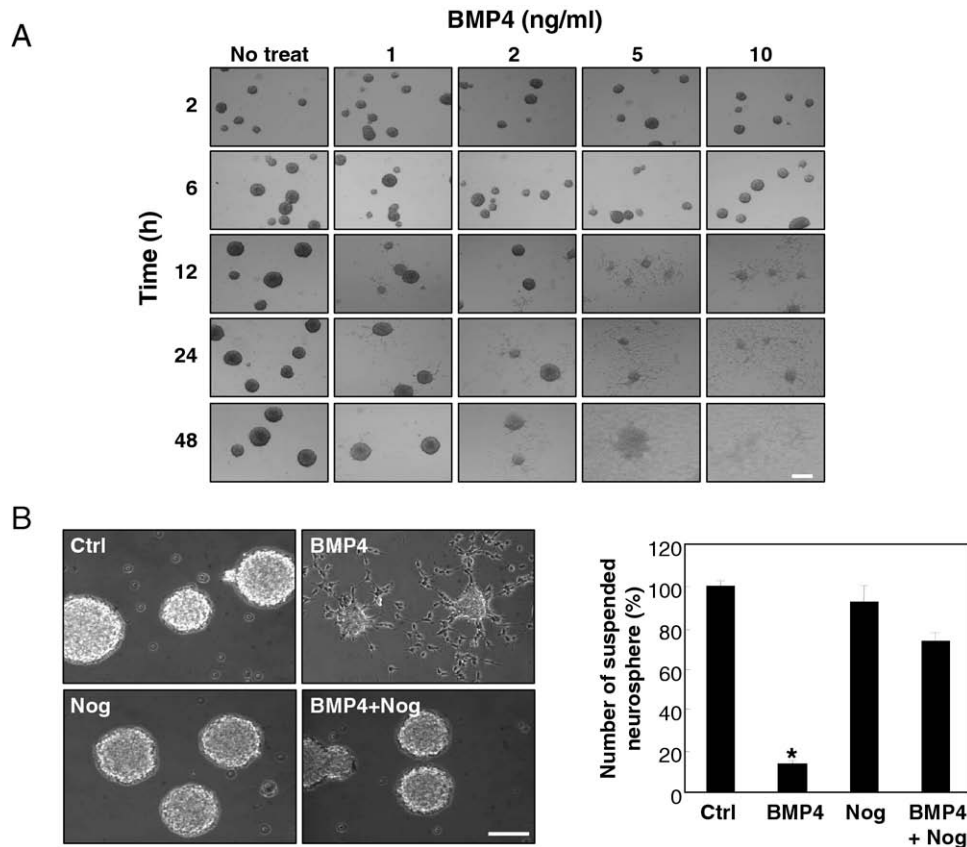 A
BMP4 (ng/ml)
No treat 1 2 5 10
Time (h)
2
6
12
24
48
B
Ctrl
BMP4
Nog
BMP4+Nog
Number of suspended
neurosphere (%)
120
100
80
60
40
20
0
*
Ctrl BMP4 Nog BMP4
+ Nog